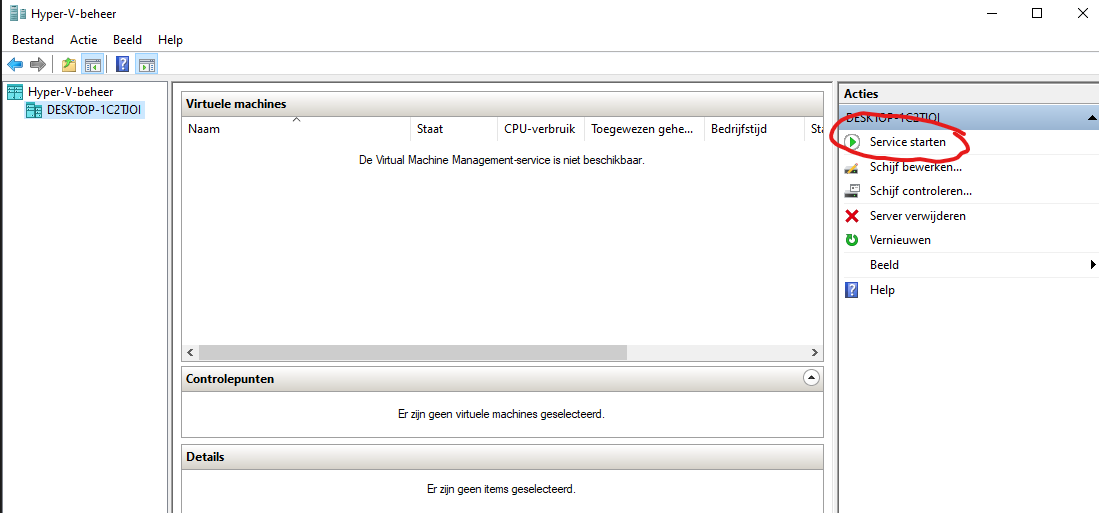 Hyper-V-beheer
Bestand Actie Beeld Help
Hyper-V-beheer
DESKTOP-1C2TJOI
Virtuele machines
Naam Staat CPU-verbruik Toegewezen gehe... Bedrijfstijd Sta
De Virtual Machine Management-service is niet beschikbaar.
Controlepunten
Er zijn geen virtuele machines geselecteerd.
Details
Er zijn geen items geselecteerd.
Acties
DESKTOP-1C2TJOI
Service starten
Schijf bewerken...
Schijf controleren...
Server verwijderen
Vernieuwen
Beeld
Help